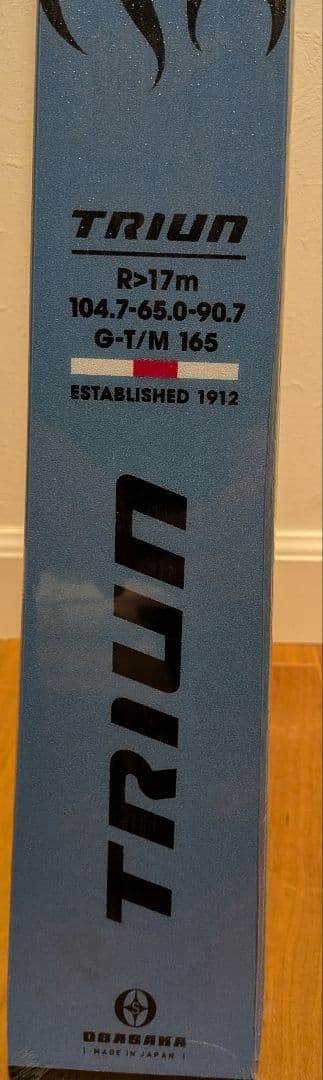 TRIUN
R>17m
104.7-65.0-90.7
G-T/M 165
ESTABLISHED 1912
TRIUN
S
OGASAKA
| MADE IN JAPAN |